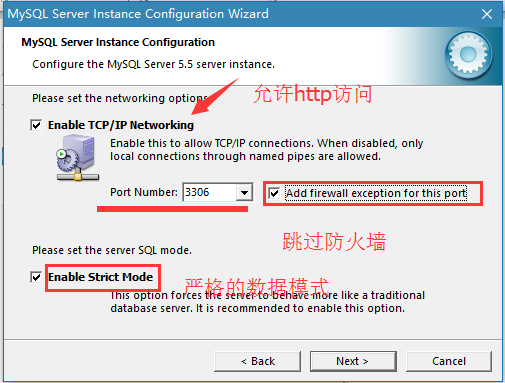 MySQL Server Instance Configuration Wizard
MySQL Server Instance Configuration
Configure the MySQL Server 5.5 server instance.
允许http访问
Please set the networking options.
Enable TCP/IP Networking
Enable this to allow TCP/IP connections. When disabled, only
local connections through named pipes are allowed.
Port Number: 3306 Add firewall exception for this port
跳过防火墙
Please set the server SQL mode.
Enable Strict Mode
严格的数据模式
This option forces the server to behave more like a traditional
database server. It is recommended to enable this option.
< Back Next > Cancel